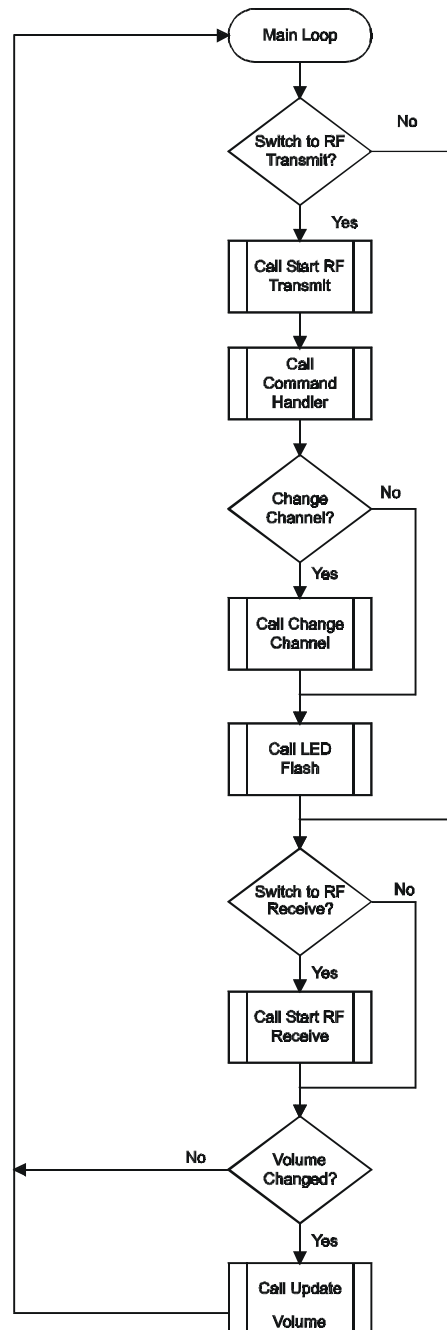 Main Loop
No
Switch to RF
Transmit?
Yes
Call Start RF
Transmit
Call
Command
Handler
Change
Channel?
No
Yes
Call Change
Channel
Call LED
Flash
Switch to RF
Receive?
No
Yes
Call Start RF
Receive
No
Volume
Changed?
Yes
Call Update
Volume